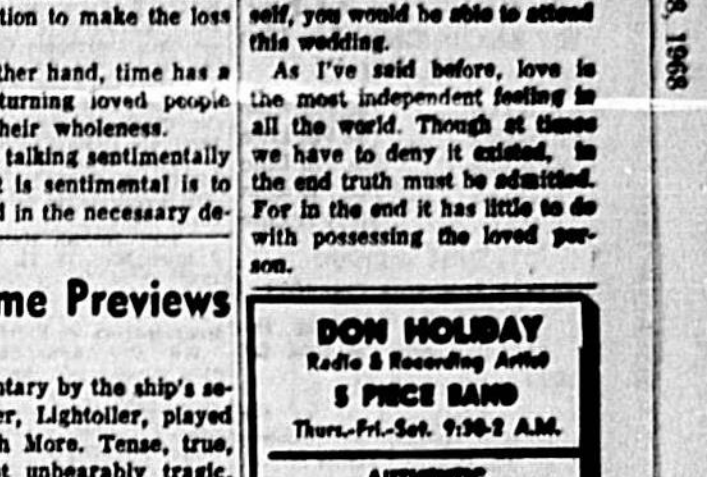 tion to make the loss
ther hand, time has a
turning loved people
heir wholeness.
talking sentimentally
t is sentimental is to
d in the necessary de-
me Previews
ntary by the ship's se-
er, Lightoller, played
h More. Tense, true,
t unbearably tragic.
self, you would be able to attend
this wedding.
As I've said before, love is
the most independent feeling in
all the world. Though at times
we have to deny it existed, in
the end truth must be admitted.
For in the end it has little to do
with possessing the loved per-
son.
DON HOLIDAY
Radio & Recording Artist
5 PIECE BAND
Thurs.-Fri.-Sat. 9:30-2 A.M.
8, 1968